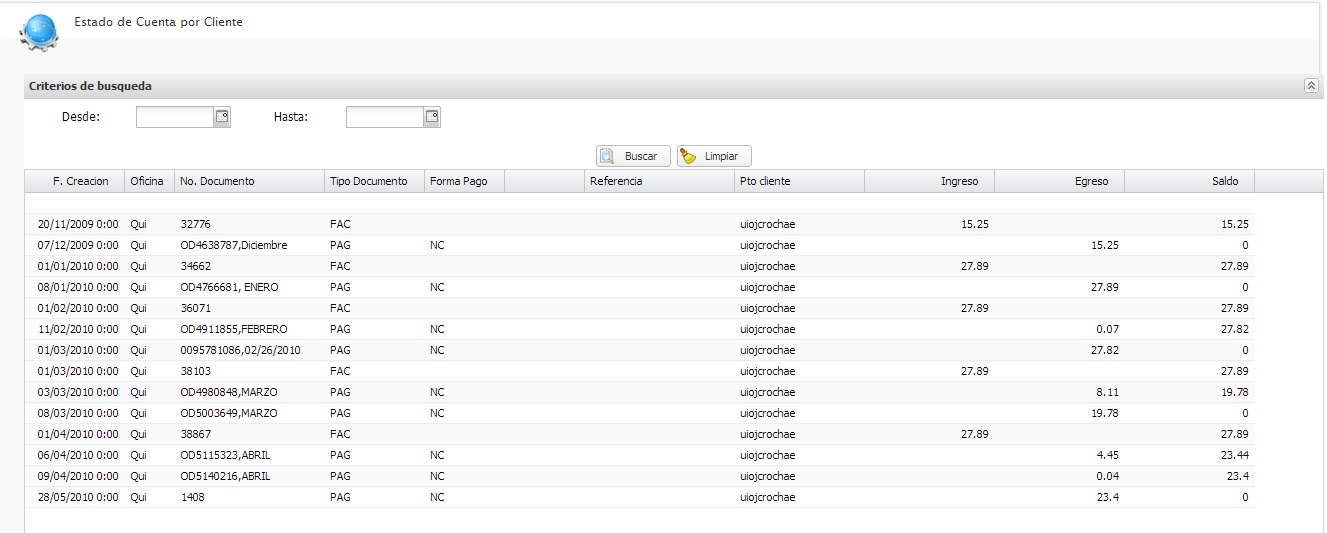 Estado de Cuenta por Cliente
Criterios de busqueda
Desde: Hasta:
Buscar Limpiar
F. Creacion Oficina No. Documento Tipo Documento Forma Pago Referencia Pto cliente Ingreso Egreso Saldo
20/11/2009 0:00 Qui 32776 FAC uiojcrochae 15.25 15.25
07/12/2009 0:00 Qui OD4638787,Diciembre PAG NC uiojcrochae 15.25 0
01/01/2010 0:00 Qui 34662 FAC uiojcrochae 27.89 27.89
08/01/2010 0:00 Qui OD4766681, ENERO PAG NC uiojcrochae 27.89 0
01/02/2010 0:00 Qui 36071 FAC uiojcrochae 27.89 27.89
11/02/2010 0:00 Qui OD4911855,FEBRERO PAG NC uiojcrochae 0.07 27.82
01/03/2010 0:00 Qui 0095781086,02/26/2010 PAG NC uiojcrochae 27.82 0
01/03/2010 0:00 Qui 38103 FAC uiojcrochae 27.89 27.89
03/03/2010 0:00 Qui OD4980848,MARZO PAG NC uiojcrochae 8.11 19.78
08/03/2010 0:00 Qui OD5003649,MARZO PAG NC uiojcrochae 19.78 0
01/04/2010 0:00 Qui 38867 FAC uiojcrochae 27.89 27.89
06/04/2010 0:00 Qui OD5115323,ABRIL PAG NC uiojcrochae 4.45 23.44
09/04/2010 0:00 Qui OD5140216,ABRIL PAG NC uiojcrochae 0.04 23.4
28/05/2010 0:00 Qui 1408 PAG NC uiojcrochae 23.4 0